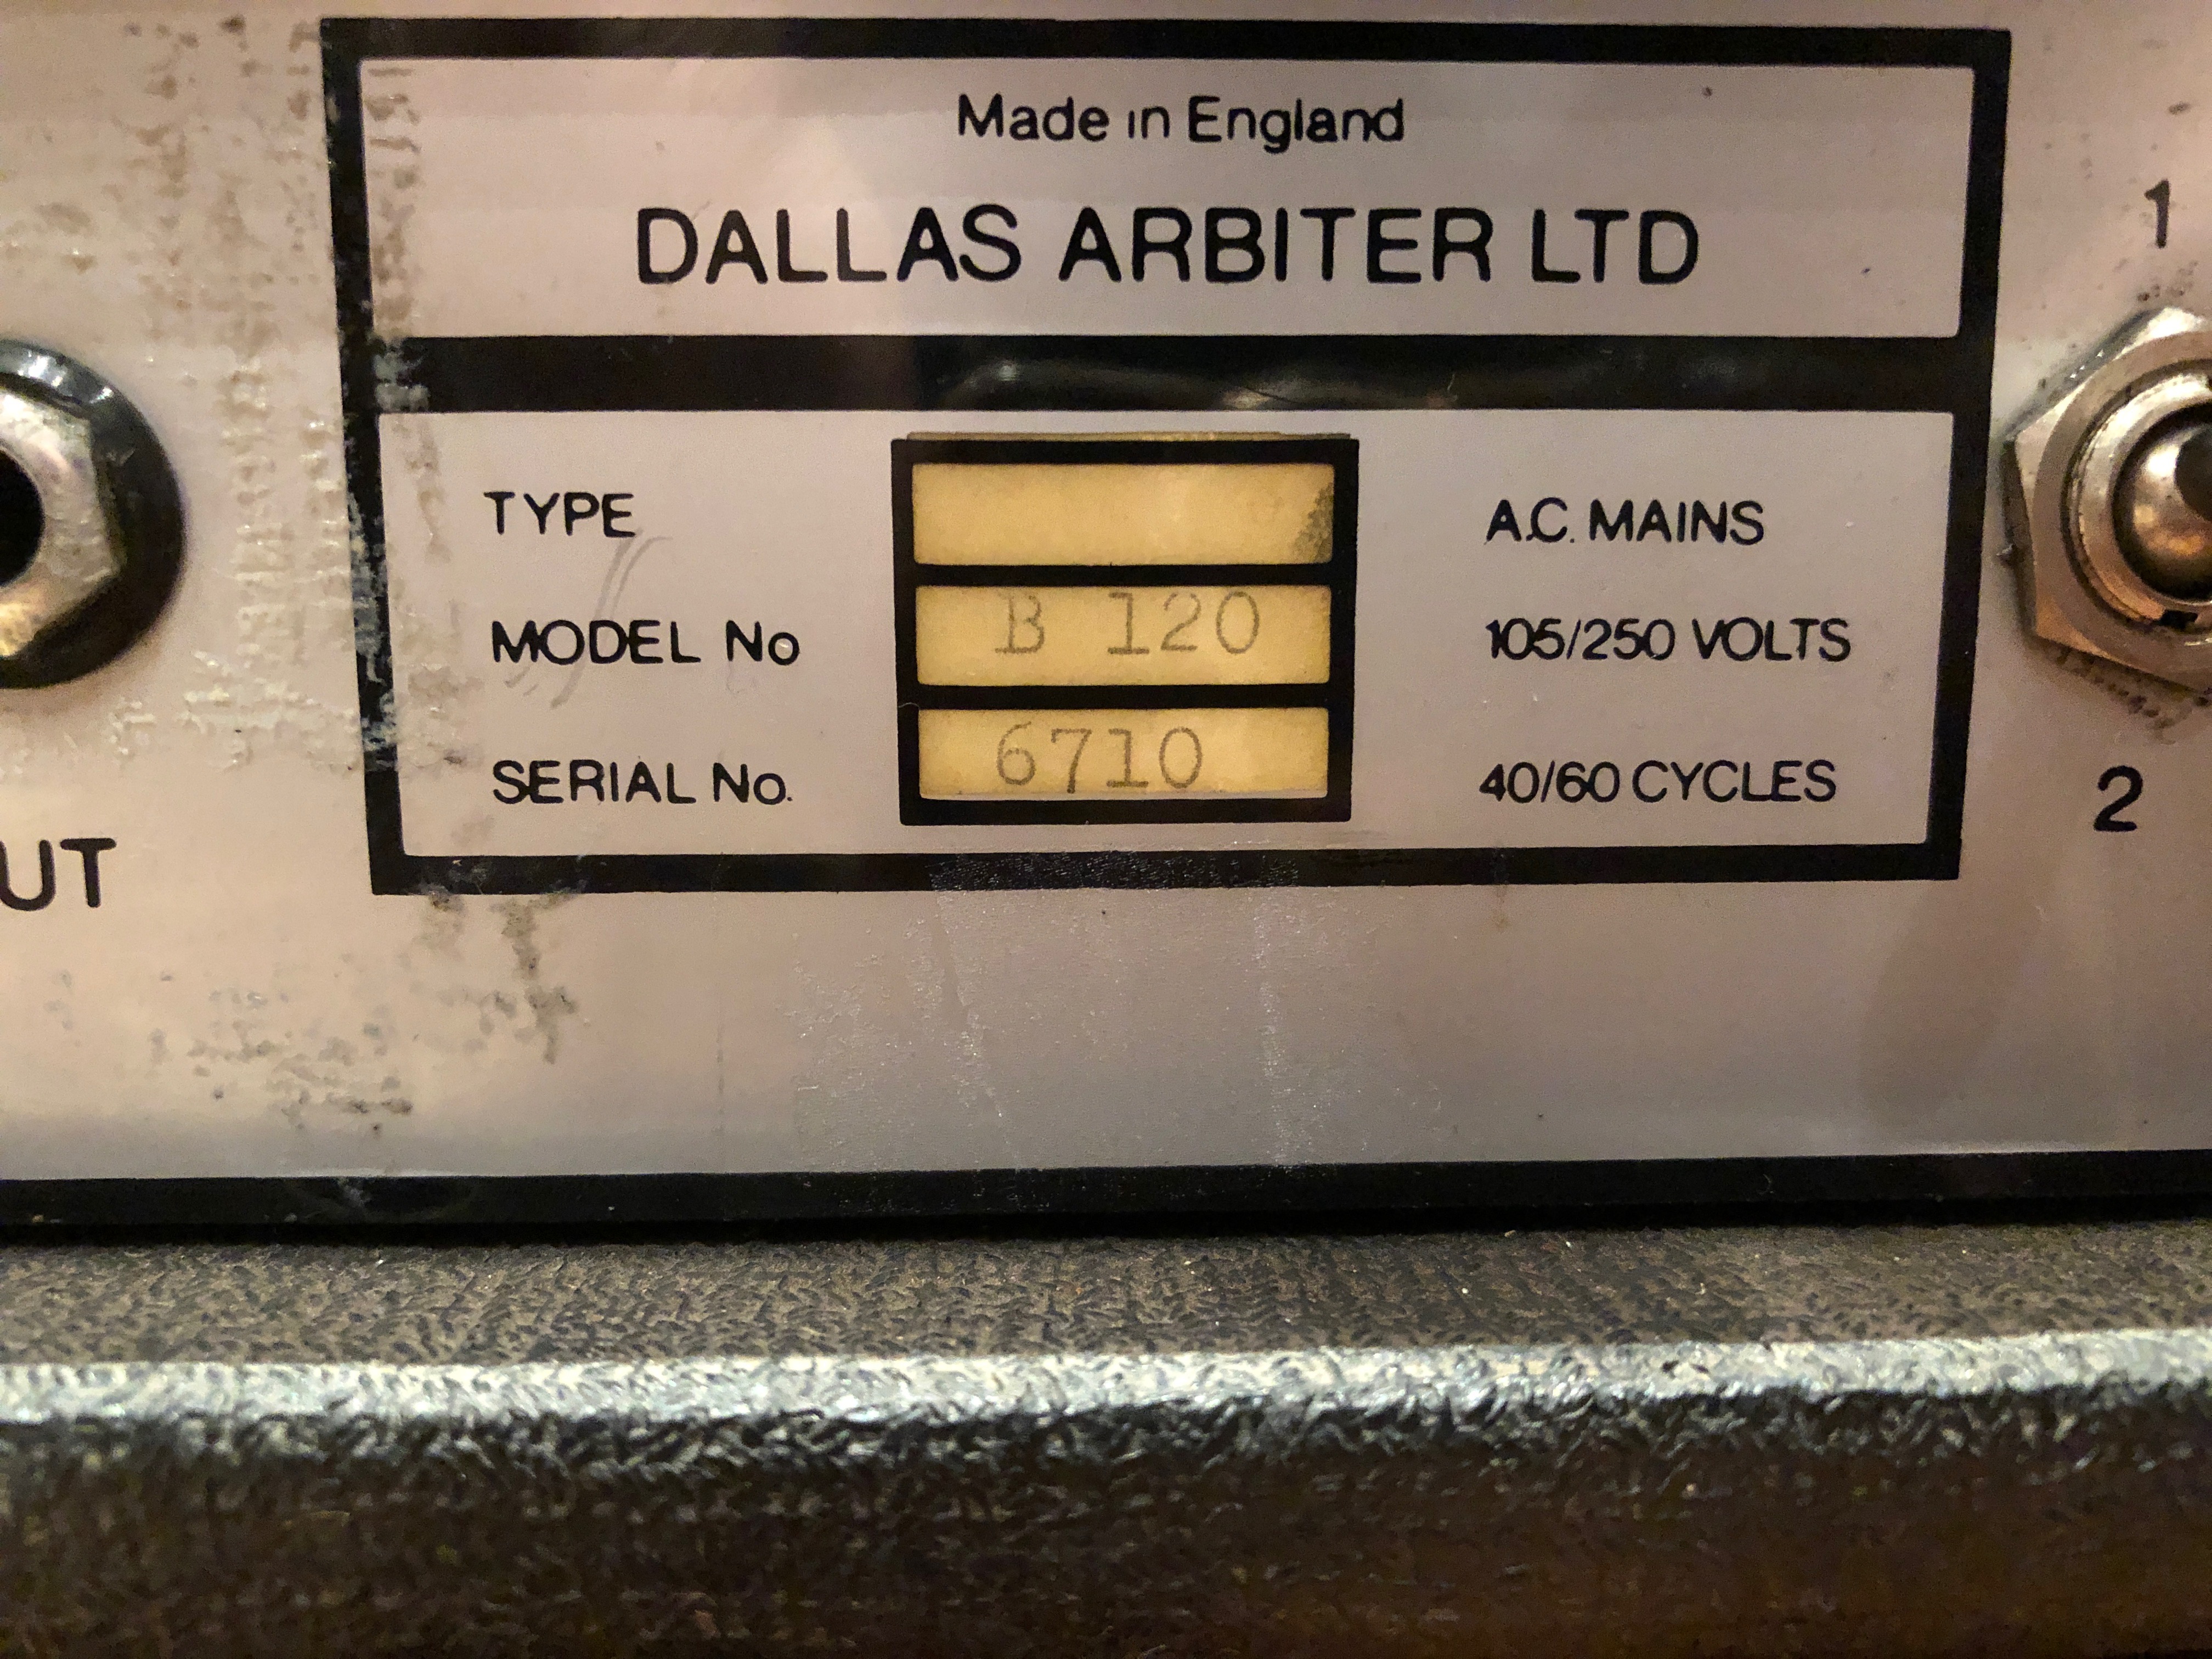 Made in England
DALLAS ARBITER LTD
TYPE
A.C. MAINS
MODEL No
B 120
105/250 VOLTS
SERIAL No.
6710
40/60 CYCLES
UT
1
2